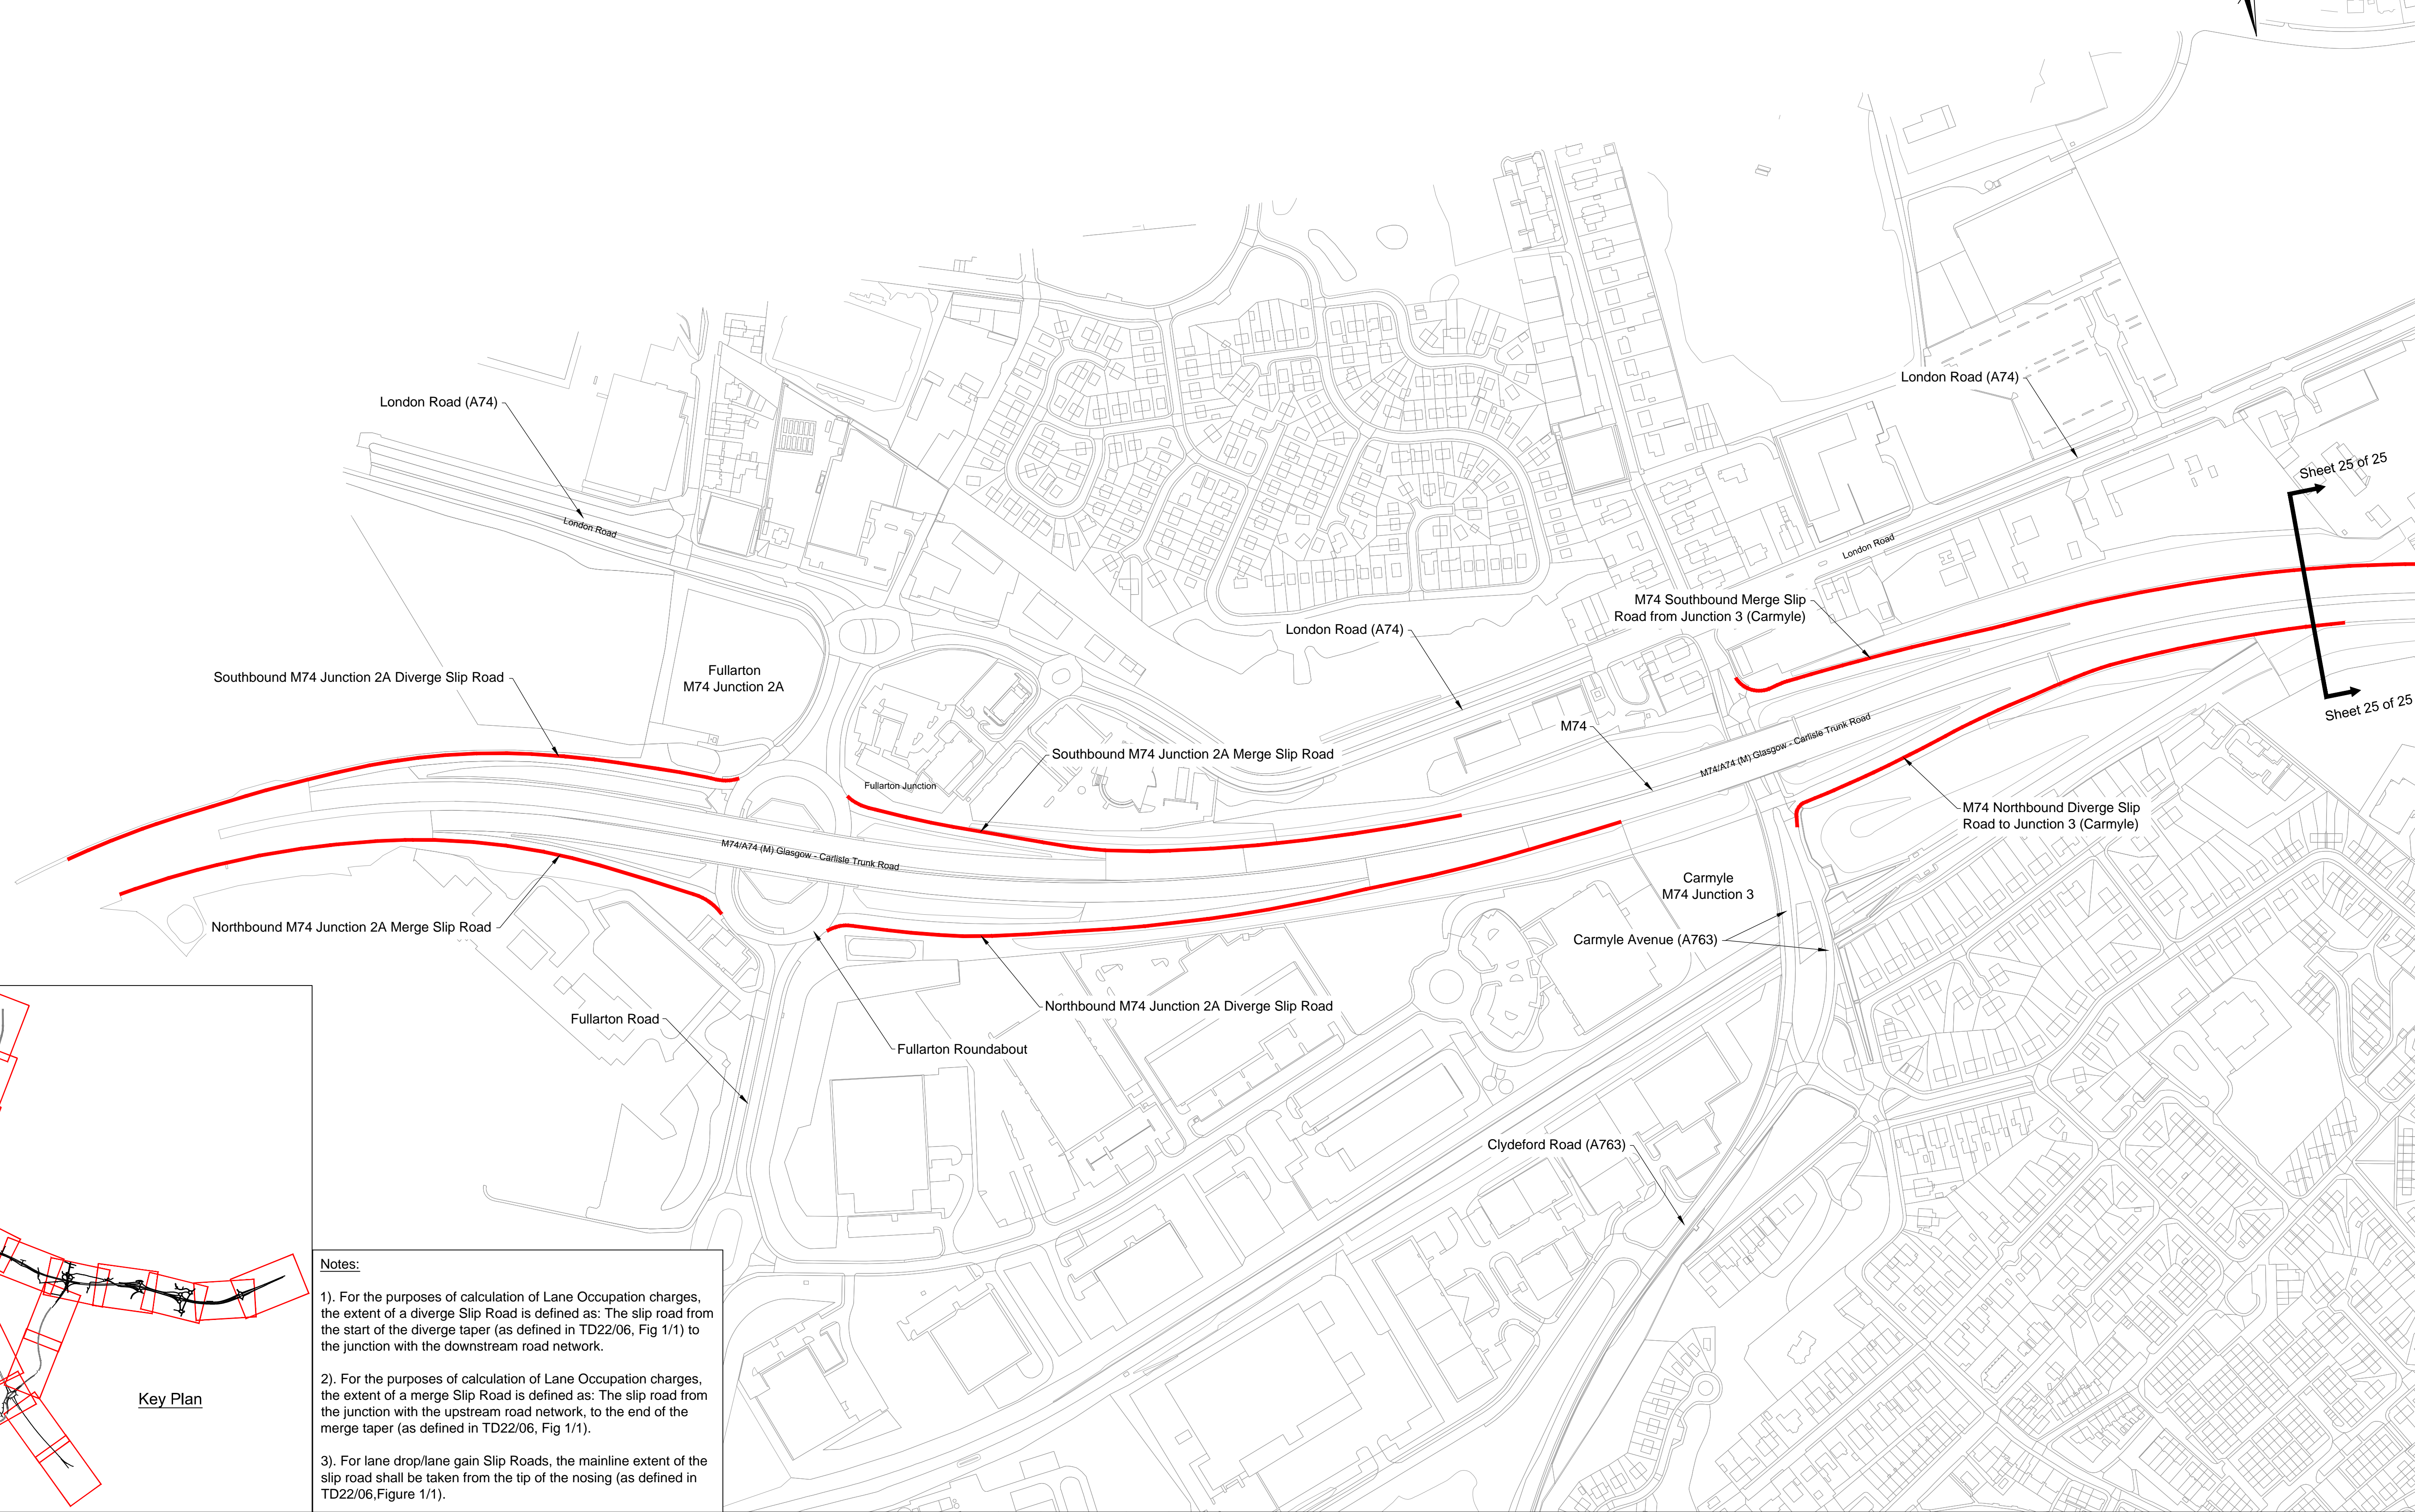 London Road (A74)
London Road
London Road (A74)
Sheet 25 of 25
London Road
M74 Southbound Merge Slip
Road from Junction 3 (Carmyle)
London Road (A74)
Southbound M74 Junction 2A Diverge Slip Road
Fullarton
M74 Junction 2A
Sheet 25 of 25
M74
M74/A74 (M) Glasgow - Carlisle Trunk Road
Southbound M74 Junction 2A Merge Slip Road
Fullarton Junction
M74 Northbound Diverge Slip
Road to Junction 3 (Carmyle)
M74/A74 (M) Glasgow - Carlisle Trunk Road
Carmyle
M74 Junction 3
Northbound M74 Junction 2A Merge Slip Road
Carmyle Avenue (A763)
Northbound M74 Junction 2A Diverge Slip Road
Fullarton Road
Fullarton Roundabout
Clydeford Road (A763)
Key Plan
Notes:
1). For the purposes of calculation of Lane Occupation charges,
the extent of a diverge Slip Road is defined as: The slip road from
the start of the diverge taper (as defined in TD22/06, Fig 1/1) to
the junction with the downstream road network.
2). For the purposes of calculation of Lane Occupation charges,
the extent of a merge Slip Road is defined as: The slip road from
the junction with the upstream road network, to the end of the
merge taper (as defined in TD22/06, Fig 1/1).
3). For lane drop/lane gain Slip Roads, the mainline extent of the
slip road shall be taken from the tip of the nosing (as defined in
TD22/06,Figure 1/1).